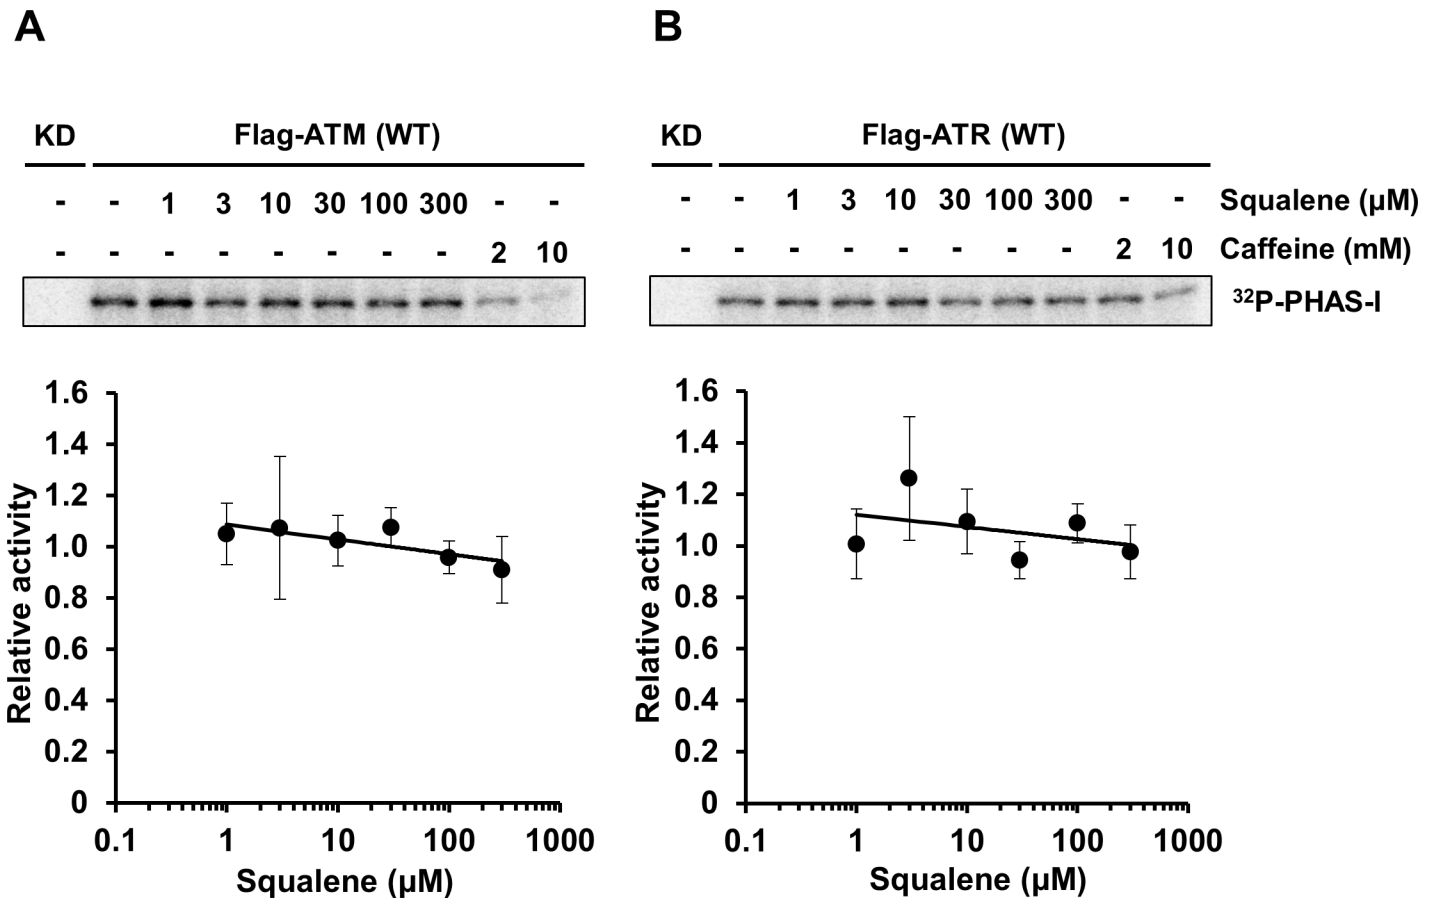 A
KD Flag-ATM (WT)
- - 1 3 10 30 100 300 - -
- - - - - - - - 2 10
1.6
1.4
1.2
1.0
0.8
0.6
0.4
0.2
0
Relative activity
0.1 1 10 100 1000
Squalene (µM)
B
KD Flag-ATR (WT)
- - 1 3 10 30 100 300 - - Squalene (µM)
- - - - - - - - 2 10 Caffeine (mM)
³²P-PHAS-I
1.6
1.4
1.2
1.0
0.8
0.6
0.4
0.2
0
Relative activity
0.1 1 10 100 1000
Squalene (µM)